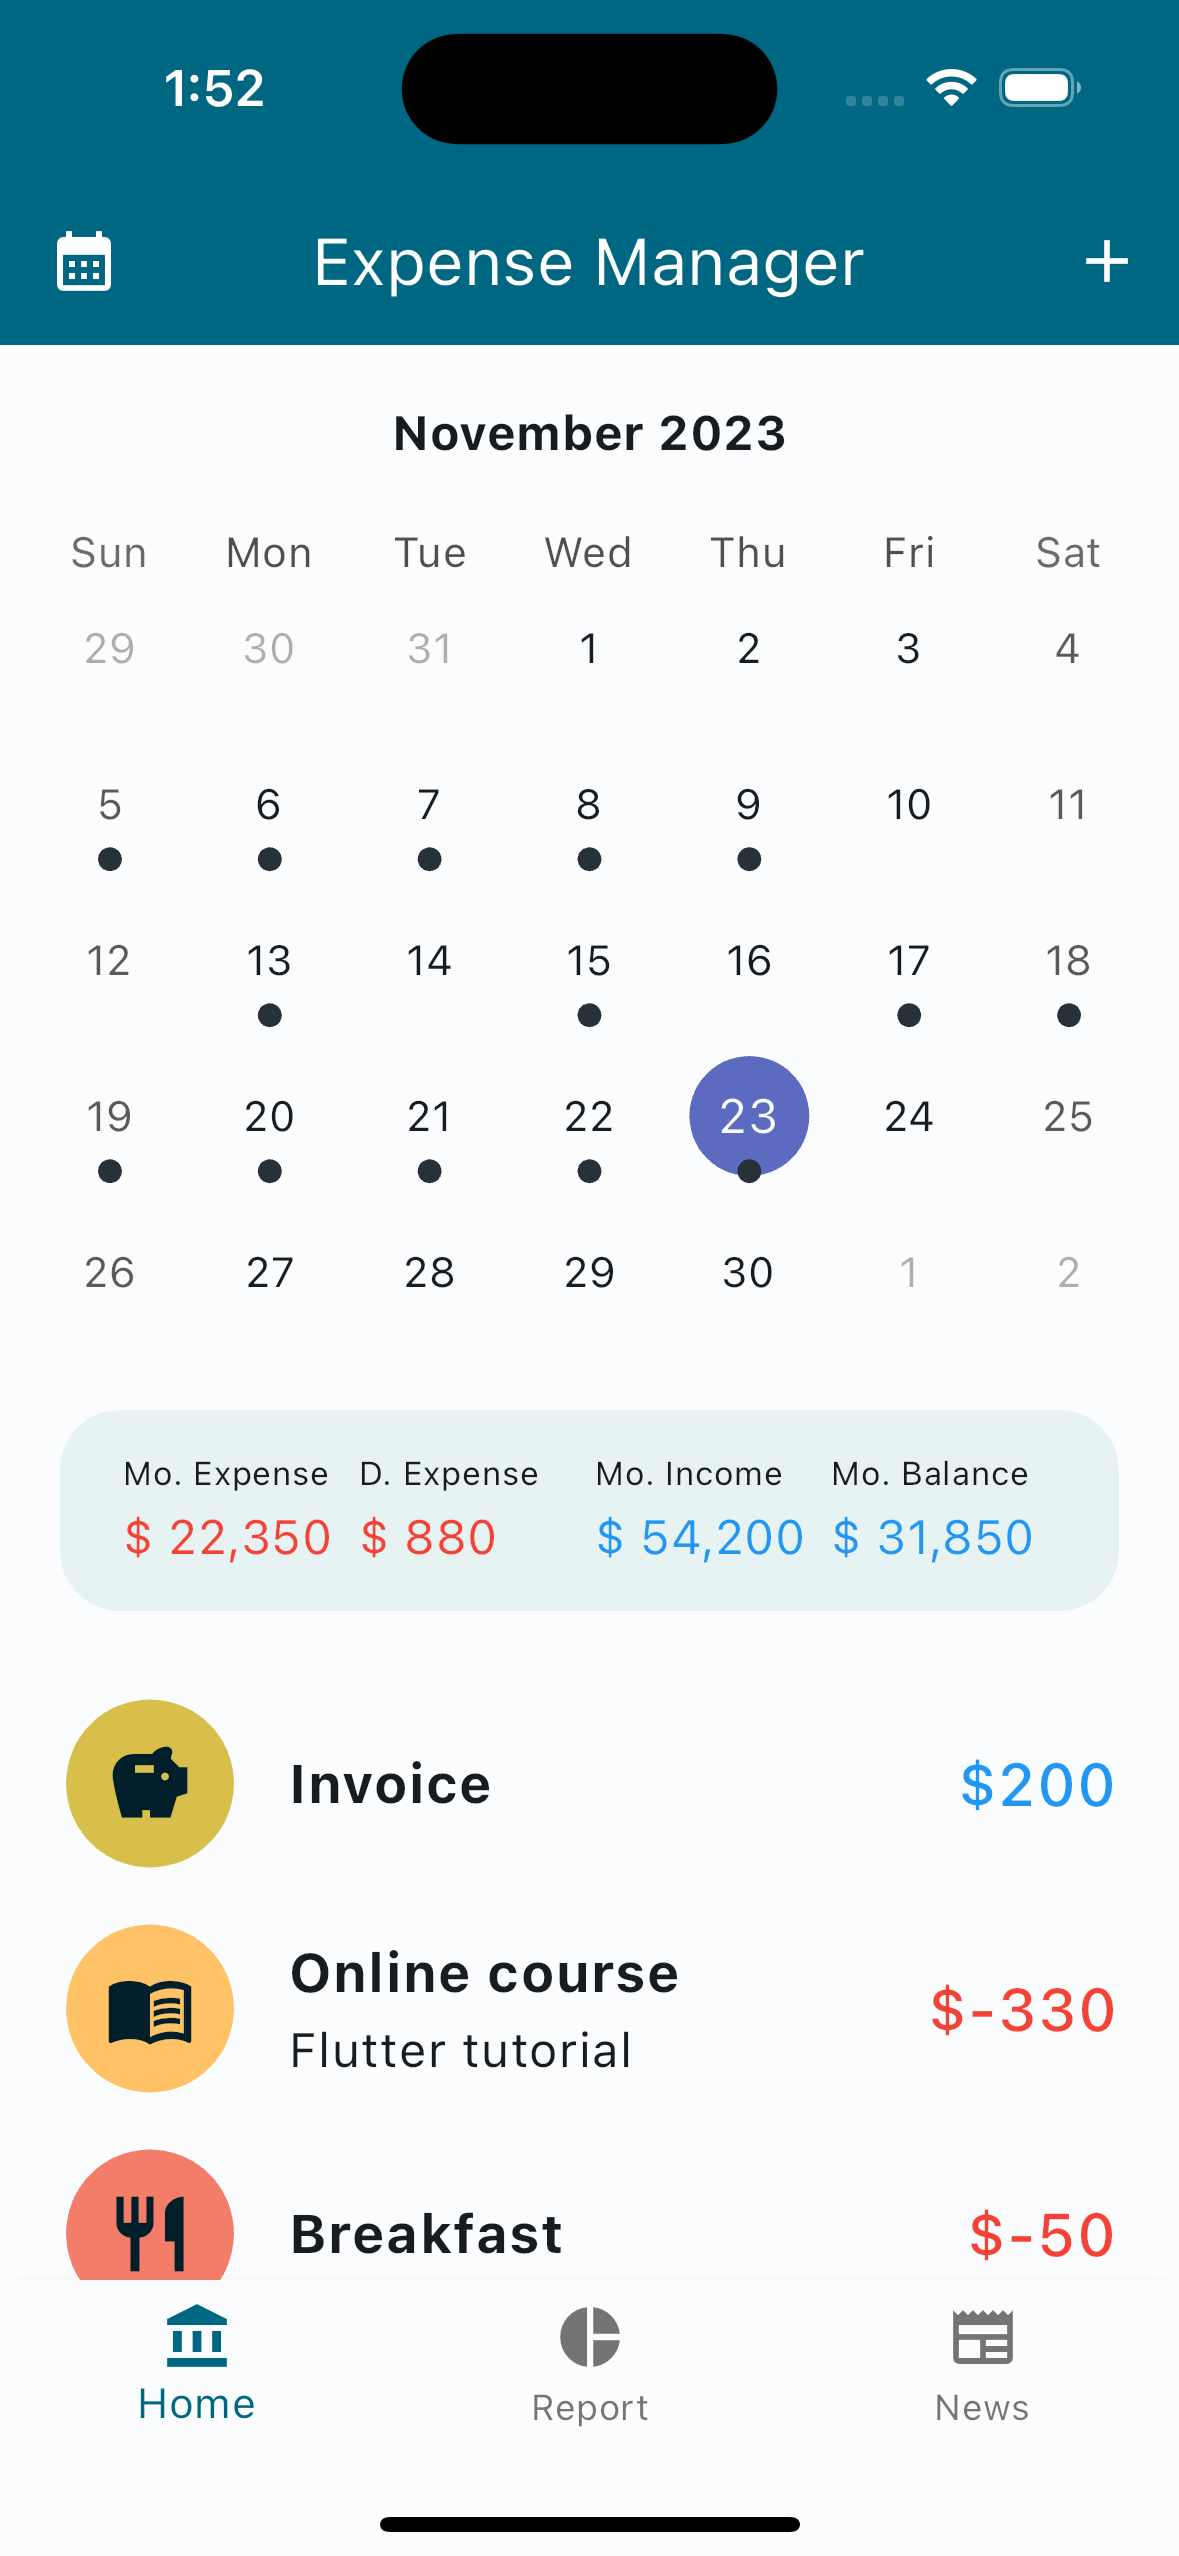 1:52
Expense Manager
November 2023
Sun Mon Tue Wed Thu Fri Sat
29 30 31 1 2 3 4
5 6 7 8 9 10 11
12 13 14 15 16 17 18
19 20 21 22 23 24 25
26 27 28 29 30 1 2
Mo. Expense D. Expense Mo. Income Mo. Balance
$ 22,350 $ 880 $ 54,200 $ 31,850
Invoice $200
Online course
Flutter tutorial
$-330
Breakfast $-50
Home Report News